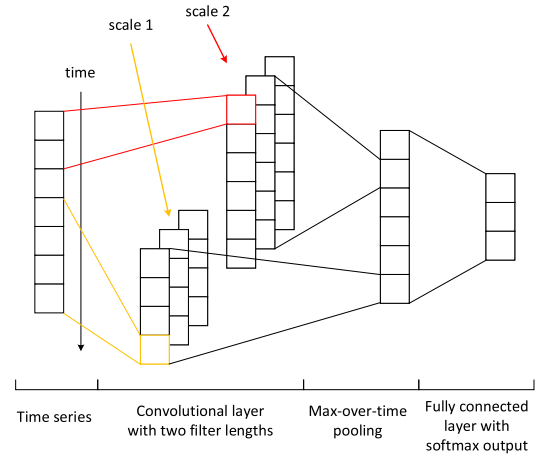 scale 2
scale 1
time
Time series
Convolutional layer
with two filter lengths
Max-over-time
pooling
Fully connected
layer with
softmax output